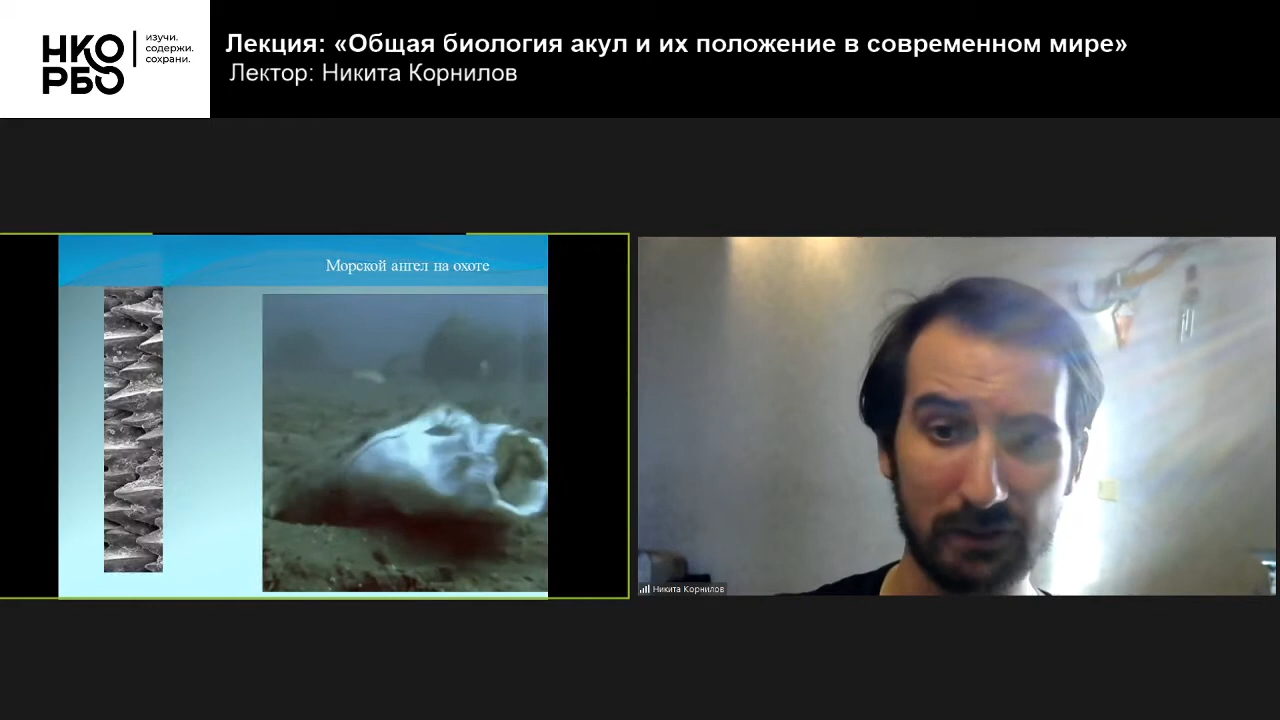 НКО
РБО
изучи.
содержи.
сохрани.
Лекция: «Общая биология акул и их положение в современном мире»
Лектор: Никита Корнилов
Морской ангел на охоте
Никита Корнилов